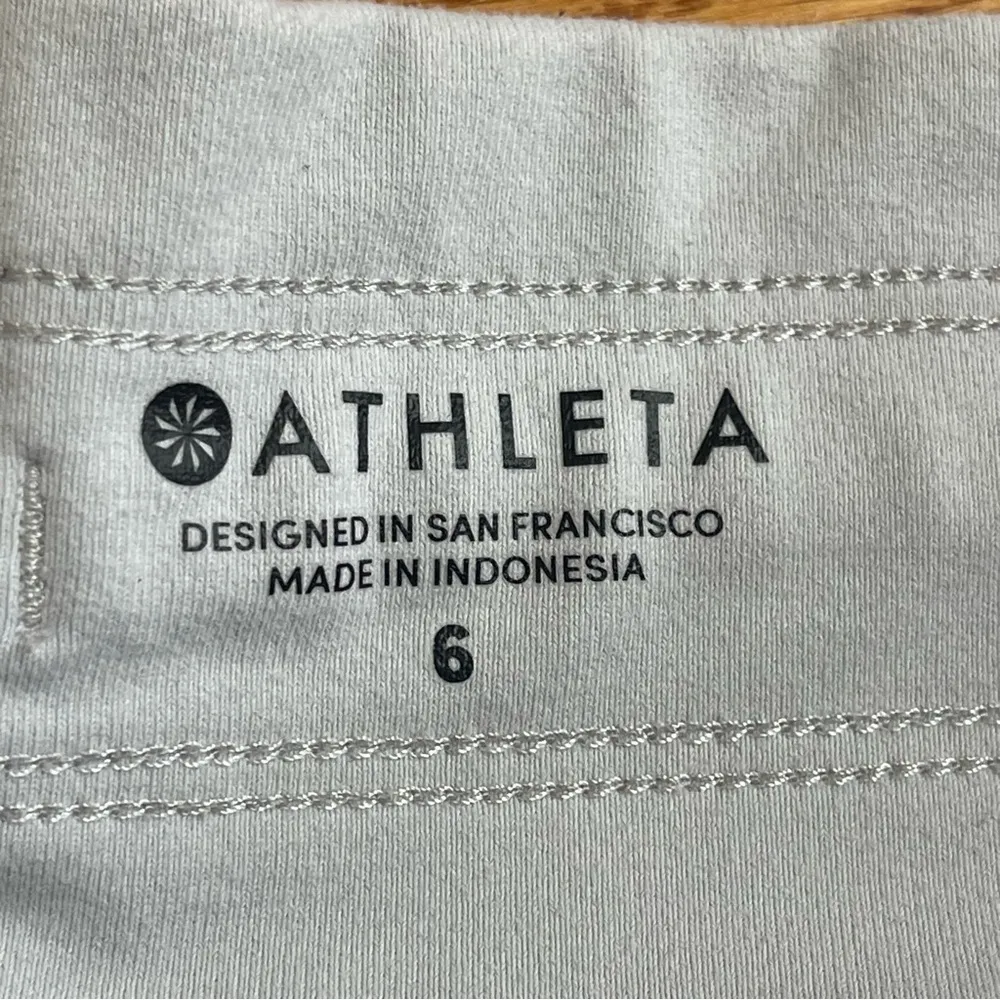 ATHLETA
DESIGNED IN SAN FRANCISCO
MADE IN INDONESIA
6